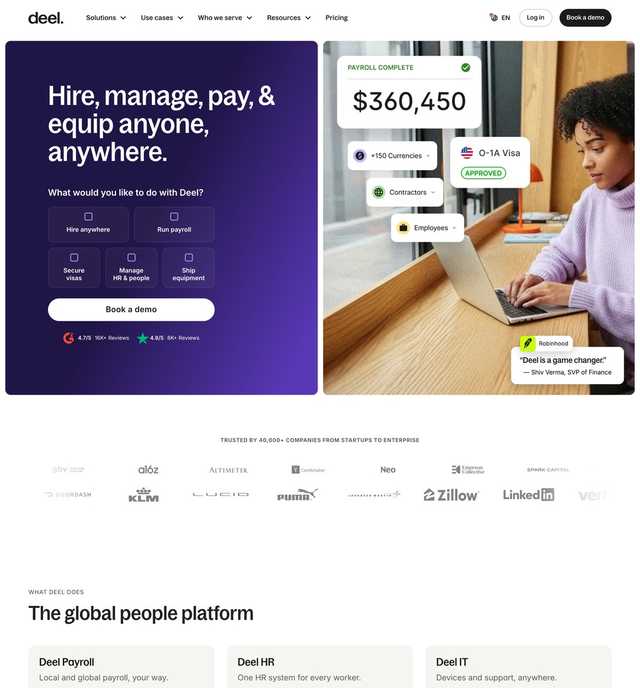 deel.
Solutions
Use cases
Who we serve
Resources
Pricing
EN
Log in
Book a demo
Hire, manage, pay, &
equip anyone,
anywhere.
What would you like to do with Deel?
Hire anywhere
Run payroll
Secure
visas
Manage
HR & people
Ship
equipment
Book a demo
4.7/5 16K+ Reviews
4.8/5 8K+ Reviews
PAYROLL COMPLETE
$360,450
+150 Currencies
O-1A Visa
APPROVED
Contractors
Employees
Robinhood
“Deel is a game changer.”
— Shiv Verma, SVP of Finance
TRUSTED BY 40,000+ COMPANIES FROM STARTUPS TO ENTERPRISE
a16z
ALTIMETER
Y Combinator
Neo
Emerson
Collective
SPARK CAPITAL
DOORDASH
KLM
LUCID
PUMA
Zillow
LinkedIn
WHAT DEEL DOES
The global people platform
Deel Payroll
Local and global payroll, your way.
Deel HR
One HR system for every worker.
Deel IT
Devices and support, anywhere.